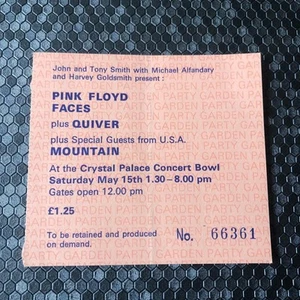 John and Tony Smith with Michael Alfandary
and Harvey Goldsmith present :
PINK FLOYD
FACES
plus QUIVER
plus Special Guests from U.S.A.
MOUNTAIN
At the Crystal Palace Concert Bowl
Saturday May 15th 1.30–8.00 pm
Gates open 12.00 pm
£1.25
To be retained and produced
on demand.
No. 66361